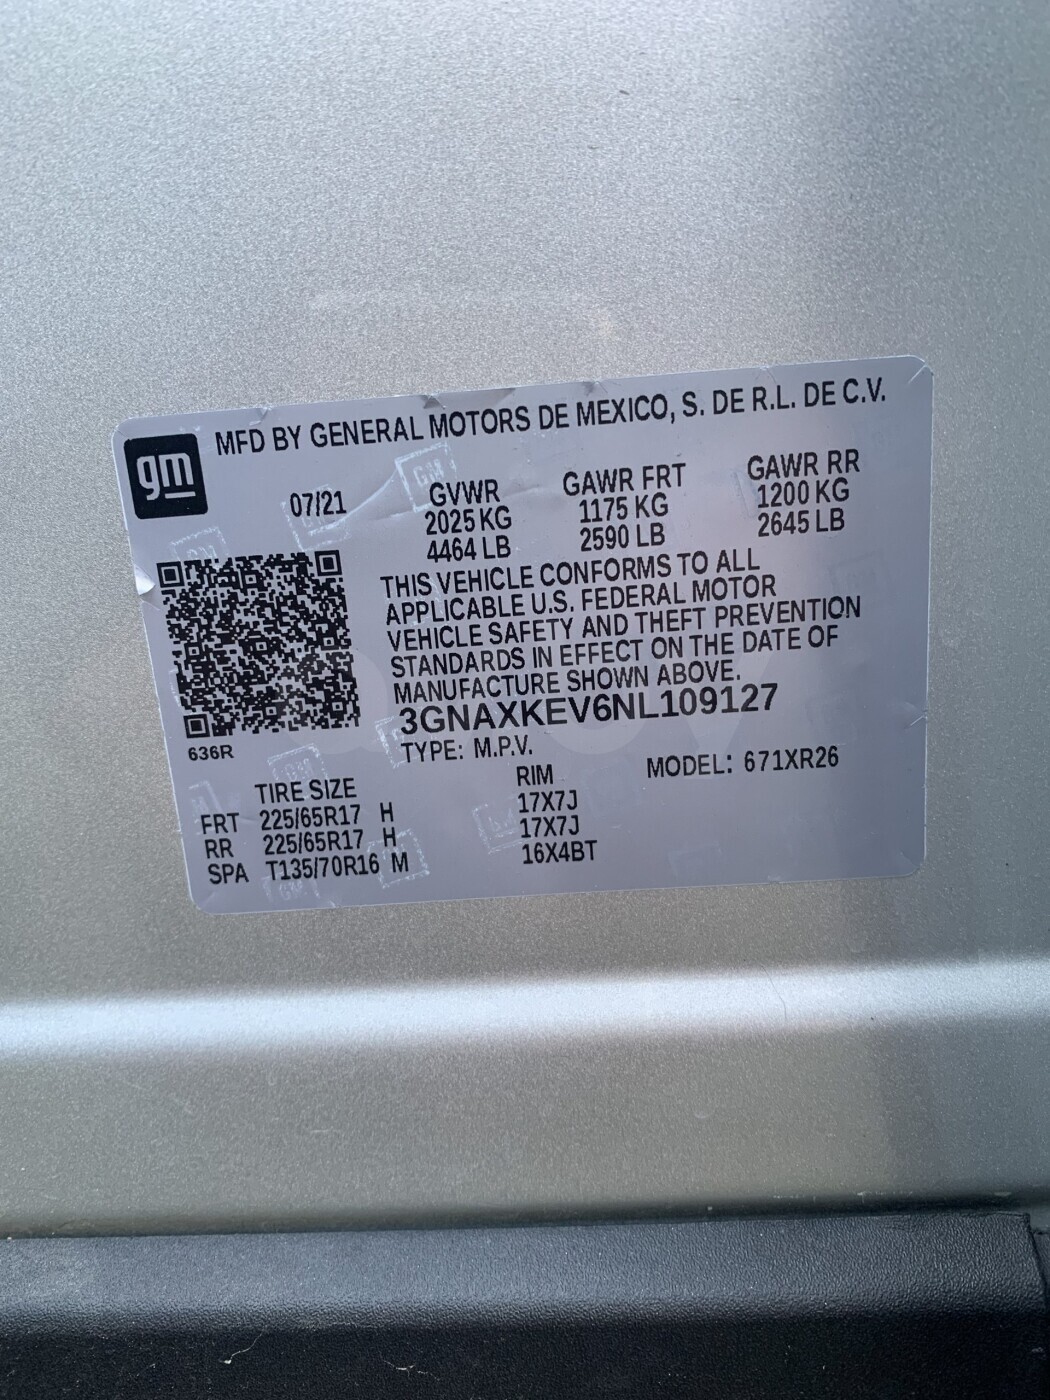 gm
MFD BY GENERAL MOTORS DE MEXICO, S. DE R.L. DE C.V.
07/21 GVWR GAWR FRT GAWR RR
2025 KG 1175 KG 1200 KG
4464 LB 2590 LB 2645 LB
THIS VEHICLE CONFORMS TO ALL
APPLICABLE U.S. FEDERAL MOTOR
VEHICLE SAFETY AND THEFT PREVENTION
STANDARDS IN EFFECT ON THE DATE OF
MANUFACTURE SHOWN ABOVE.
3GNAXKEV6NL109127
636R
TYPE: M.P.V. MODEL: 671XR26
TIRE SIZE RIM
FRT 225/65R17 H 17X7J
RR 225/65R17 H 17X7J
SPA T135/70R16 M 16X4BT